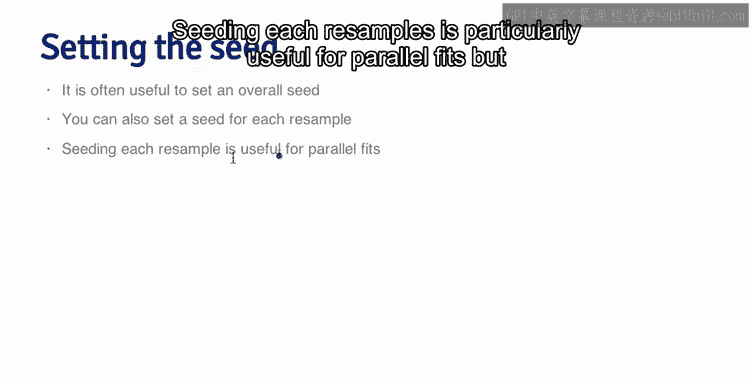 Seeding each resamples is particularly
useful for parallel fits but
Setting the seed
· It is often useful to set an overall seed
· You can also set a seed for each resample
· Seeding each resample is useful for parallel fits